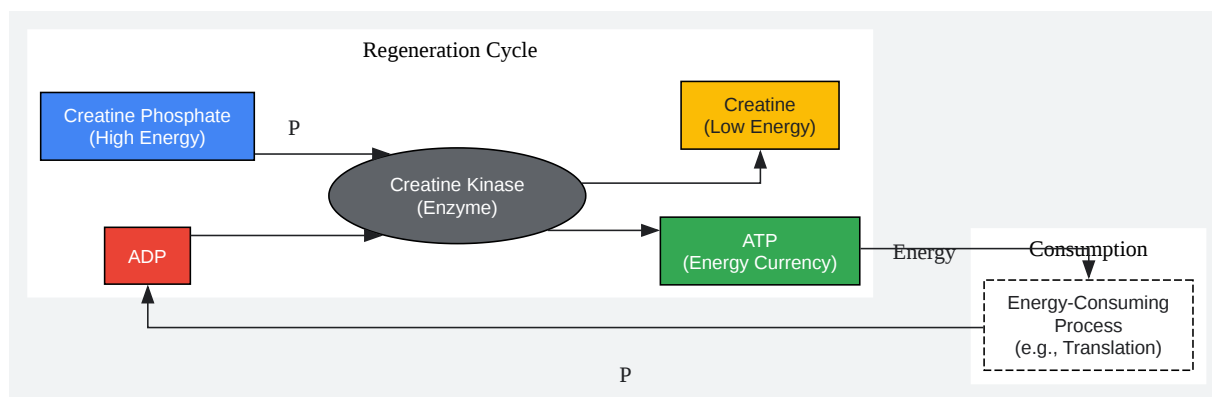 Regeneration Cycle
Creatine Phosphate
(High Energy)
P
Creatine
(Low Energy)
Creatine Kinase
(Enzyme)
ADP
ATP
(Energy Currency)
Energy
Consumption
Energy-Consuming
Process
(e.g., Translation)
P